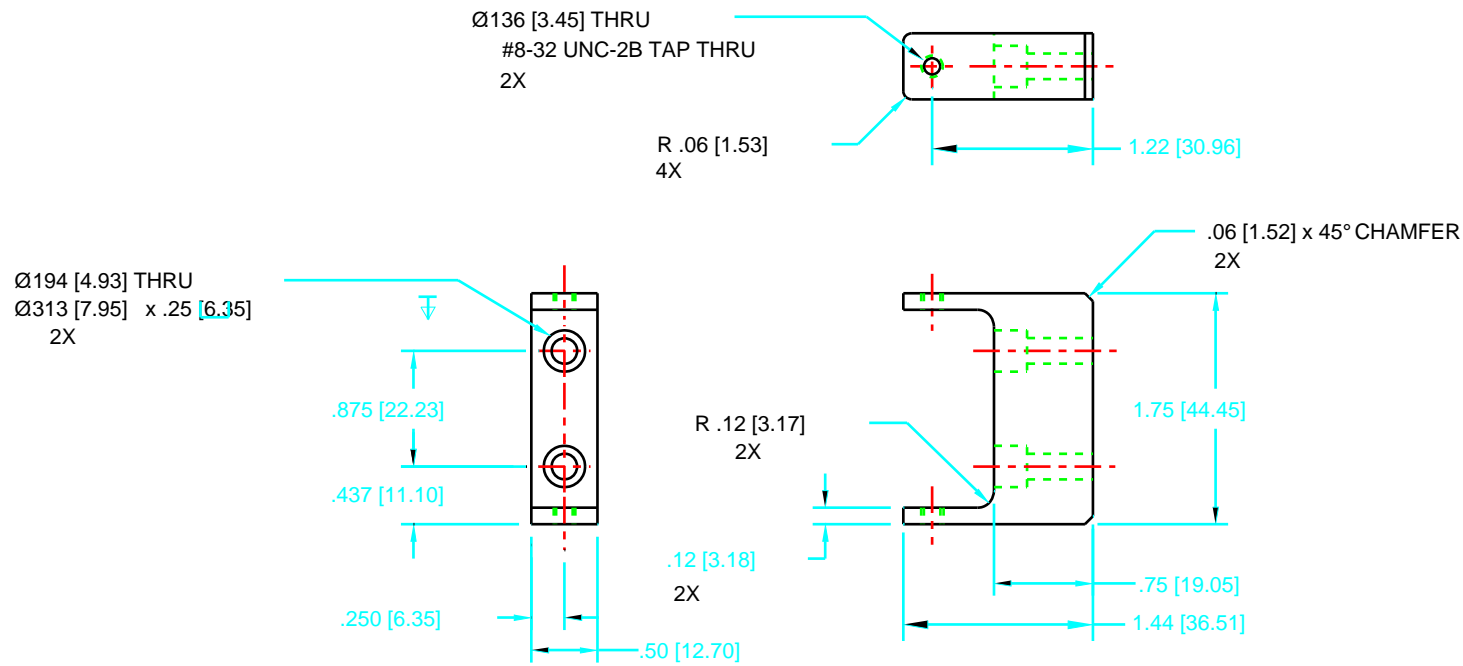 Ø136 [3.45] THRU
#8-32 UNC-2B TAP THRU
2X
R .06 [1.53]
4X
1.22 [30.96]
.06 [1.52] x 45° CHAMFER
2X
Ø194 [4.93] THRU
Ø313 [7.95] x .25 [6.35]
2X
.875 [22.23]
.437 [11.10]
R .12 [3.17]
2X
1.75 [44.45]
.12 [3.18]
2X
.75 [19.05]
.250 [6.35]
1.44 [36.51]
.50 [12.70]